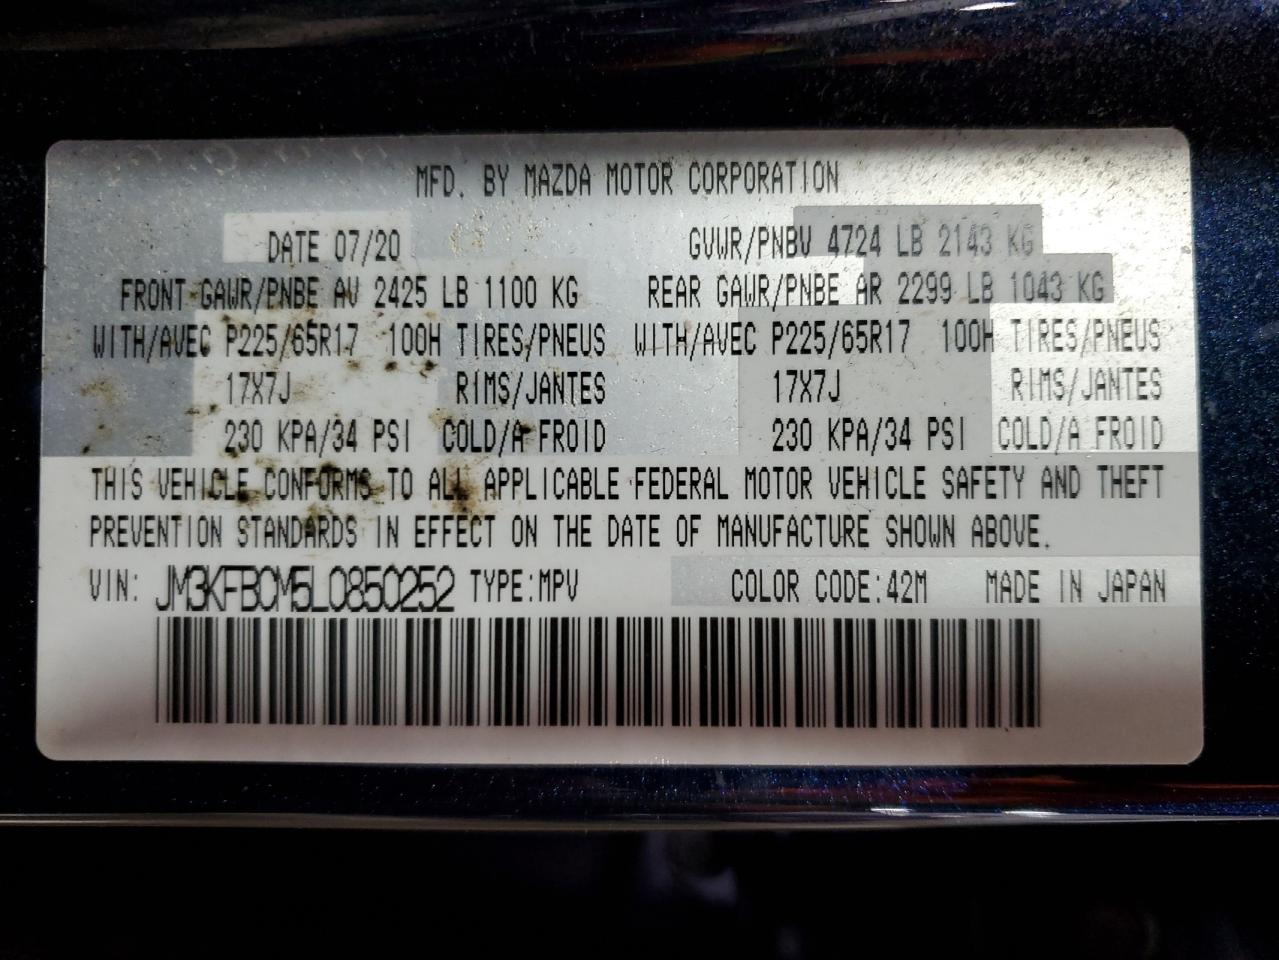 MFD. BY MAZDA MOTOR CORPORATION
DATE 07/20 GVWR/PNBV 4724 LB 2143 KG
FRONT GAWR/PNBE AV 2425 LB 1100 KG REAR GAWR/PNBE AR 2299 LB 1043 KG
WITH/AVEC P225/65R17 100H TIRES/PNEUS WITH/AVEC P225/65R17 100H TIRES/PNEUS
17X7J RIMS/JANTES 17X7J RIMS/JANTES
230 KPA/34 PSI COLD/A FROID 230 KPA/34 PSI COLD/A FROID
THIS VEHICLE CONFORMS TO ALL APPLICABLE FEDERAL MOTOR VEHICLE SAFETY AND THEFT
PREVENTION STANDARDS IN EFFECT ON THE DATE OF MANUFACTURE SHOWN ABOVE.
VIN: JM3KFBCM5L0850252 TYPE:MPV COLOR CODE:42M MADE IN JAPAN